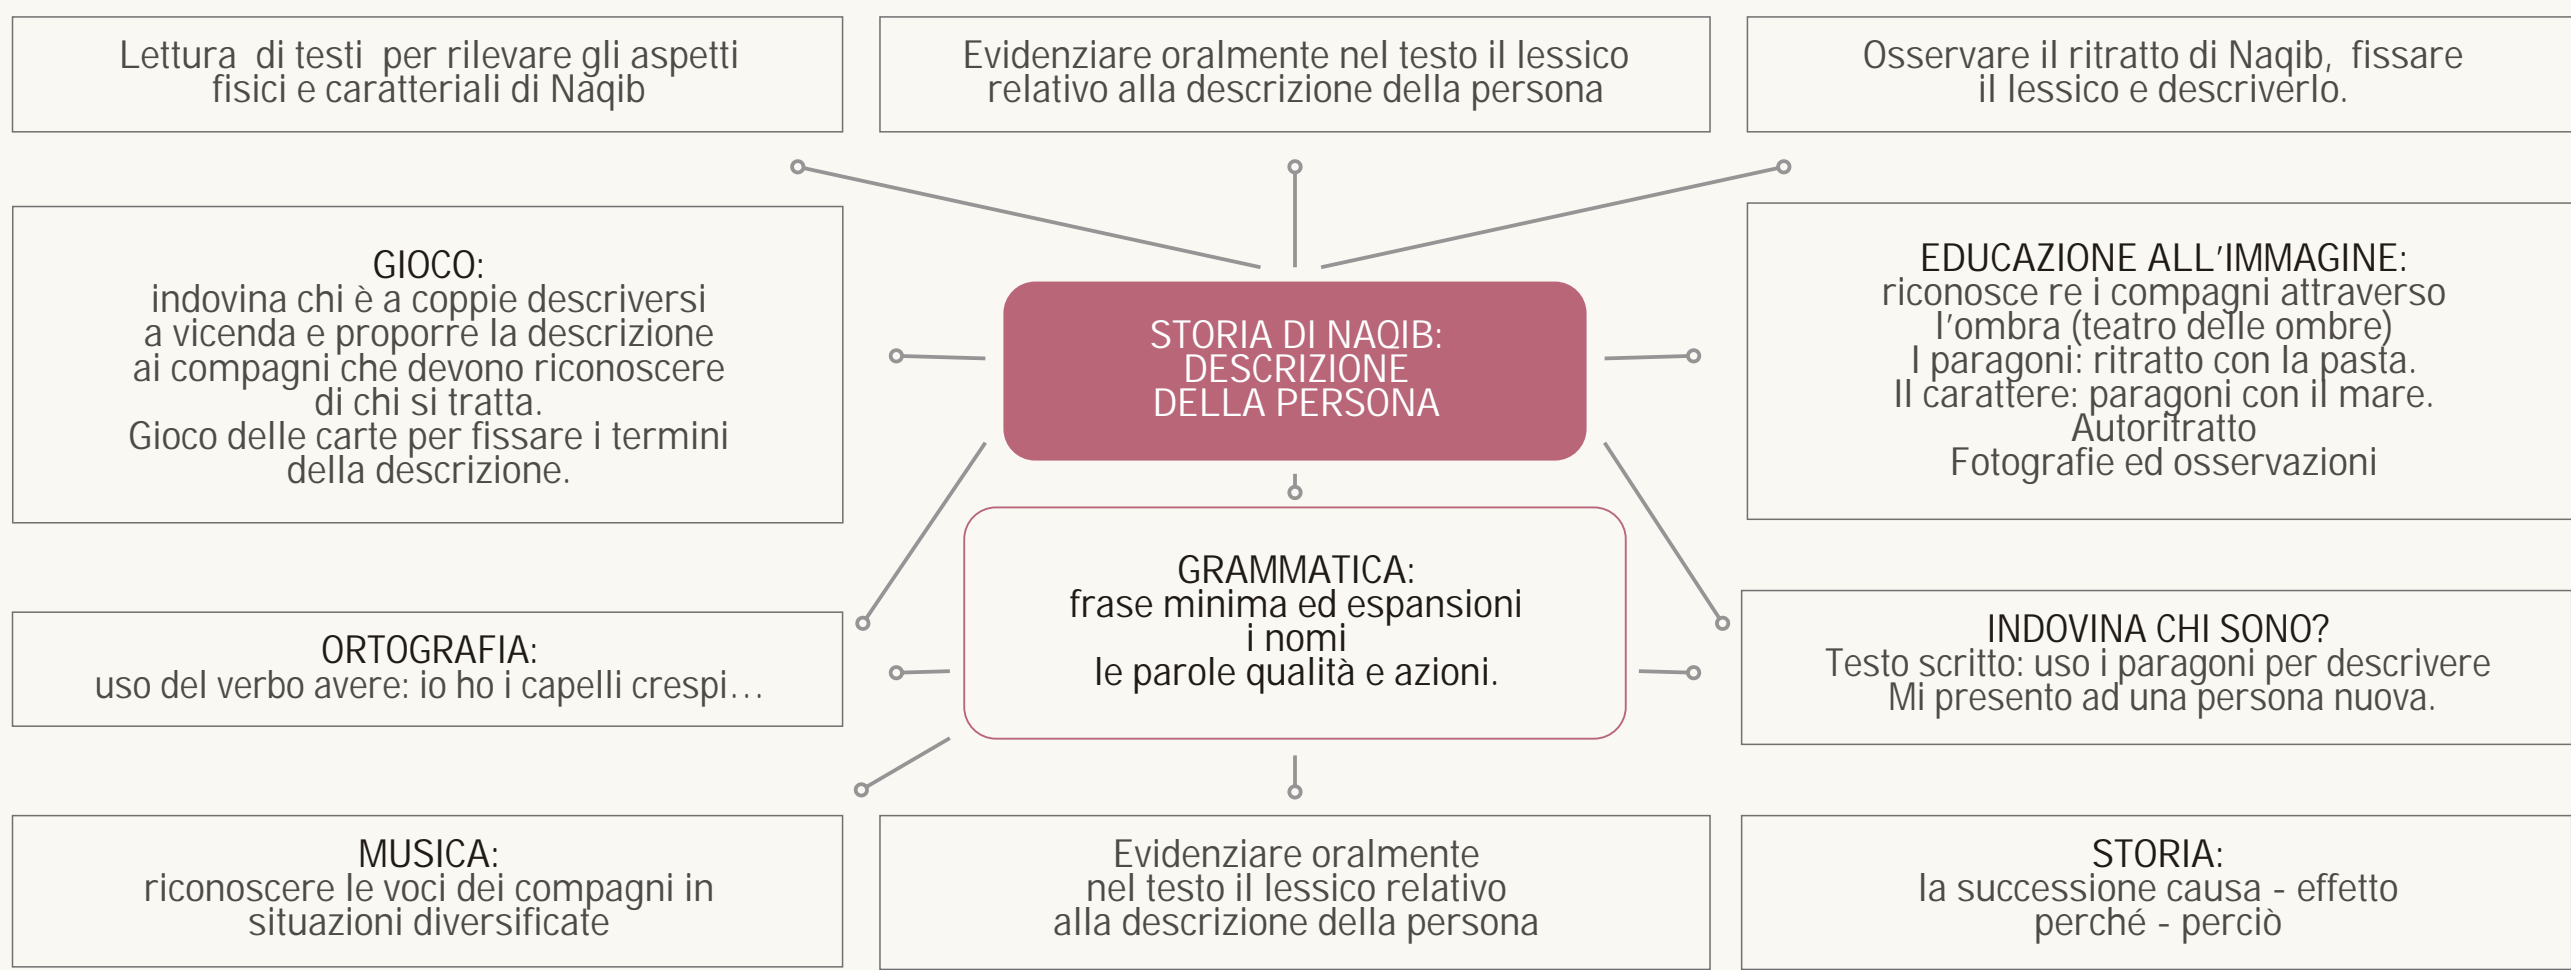 Lettura di testi per rilevare gli aspetti
fisici e caratteriali di Naqib
Evidenziare oralmente nel testo il lessico
relativo alla descrizione della persona
Osservare il ritratto di Naqib, fissare
il lessico e descriverlo.
GIOCO:
indovina chi è a coppie descriversi
a vicenda e proporre la descrizione
ai compagni che devono riconoscere
di chi si tratta.
Gioco delle carte per fissare i termini
della descrizione.
STORIA DI NAQIB:
DESCRIZIONE
DELLA PERSONA
EDUCAZIONE ALL'IMMAGINE:
riconosce re i compagni attraverso
l'ombra (teatro delle ombre)
I paragoni: ritratto con la pasta.
Il carattere: paragoni con il mare.
Autoritratto
Fotografie ed osservazioni
GRAMMATICA:
frase minima ed espansioni
i nomi
le parole qualità e azioni.
ORTOGRAFIA:
uso del verbo avere: io ho i capelli crespi...
INDOVINA CHI SONO?
Testo scritto: uso i paragoni per descrivere
Mi presento ad una persona nuova.
MUSICA:
riconoscere le voci dei compagni in
situazioni diversificate
Evidenziare oralmente
nel testo il lessico relativo
alla descrizione della persona
STORIA:
la successione causa - effetto
perché - perciò